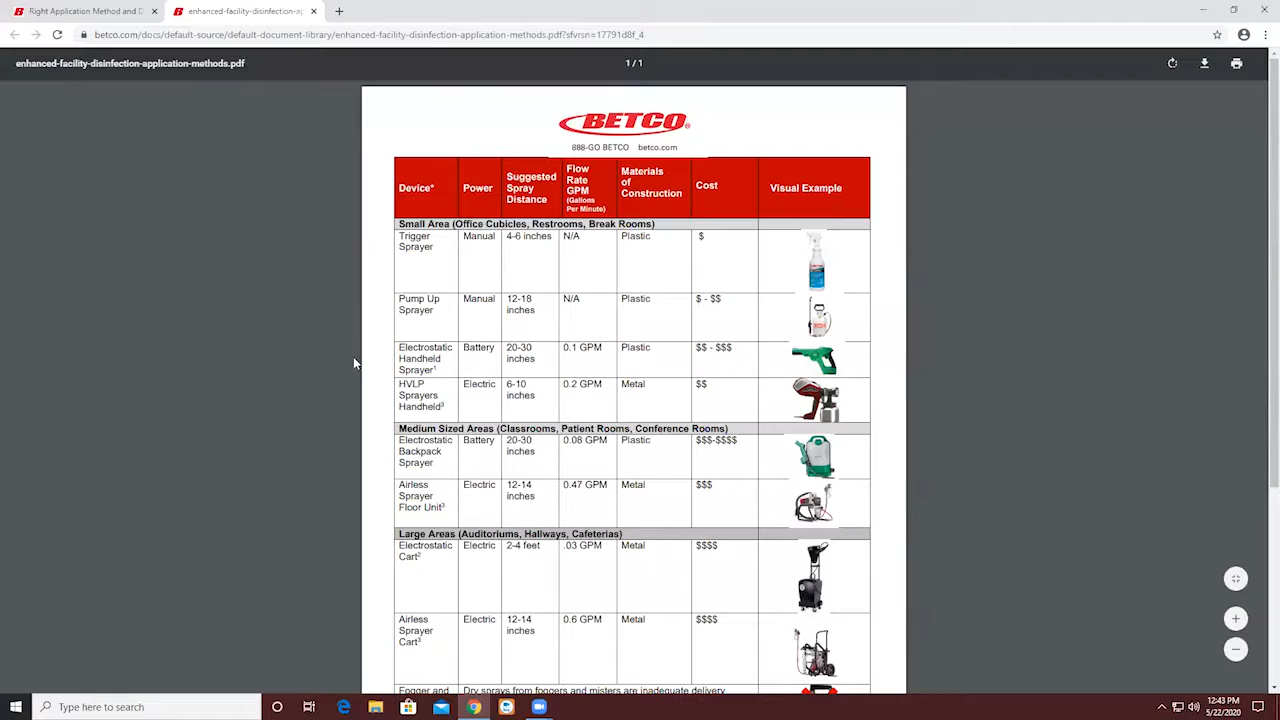 Right Application Method and D
enhanced-facility-disinfection-ap
betco.com/docs/default-source/default-document-library/enhanced-facility-disinfection-application-methods.pdf?sfvrsn=17791d8f_4
enhanced-facility-disinfection-application-methods.pdf
1 / 1
BETCO®
888-GO BETCO betco.com
Device* Power Suggested Spray Distance Flow Rate GPM (Gallons Per Minute) Materials of Construction Cost Visual Example
Small Area (Office Cubicles, Restrooms, Break Rooms)
Trigger Sprayer Manual 4-6 inches N/A Plastic $
Pump Up Sprayer Manual 12-18 inches N/A Plastic $ - $$
Electrostatic Handheld Sprayer¹ Battery 20-30 inches 0.1 GPM Plastic $$ - $$$
HVLP Sprayers Handheld³ Electric 6-10 inches 0.2 GPM Metal $$
Medium Sized Areas (Classrooms, Patient Rooms, Conference Rooms)
Electrostatic Backpack Sprayer Battery 20-30 inches 0.08 GPM Plastic $$$-$$$$
Airless Sprayer Floor Unit³ Electric 12-14 inches 0.47 GPM Metal $$$
Large Areas (Auditoriums, Hallways, Cafeterias)
Electrostatic Cart² Electric 2-4 feet .03 GPM Metal $$$$
Airless Sprayer Cart³ Electric 12-14 inches 0.6 GPM Metal $$$$
Fogger and Dry sprays from foggers and misters are inadequate delivery
Type here to search
12:43 PM
5/22/2020